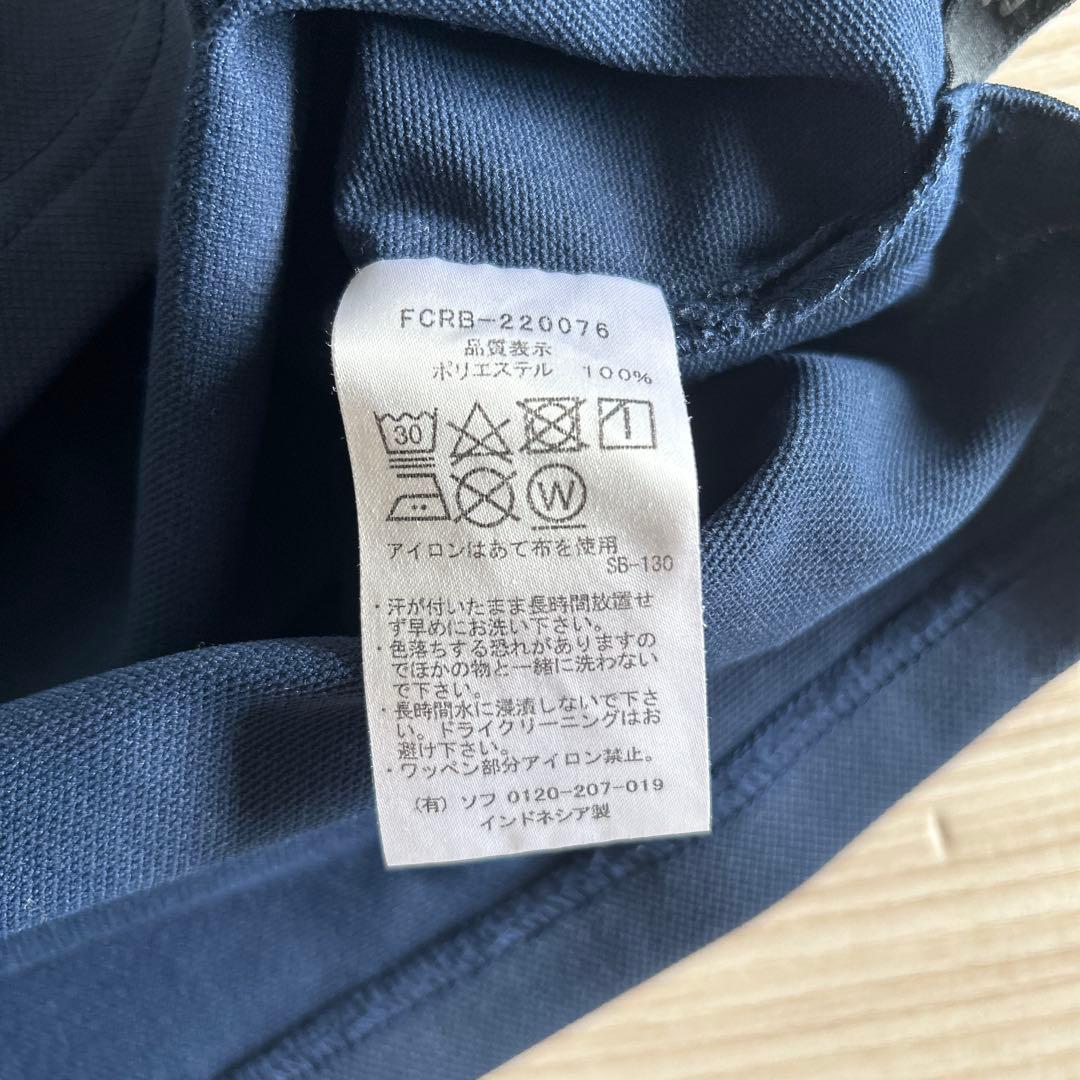 FCRB-220076
品質表示
ポリエステル 100%
30
W
アイロンはあて布を使用
SB-130
・汗が付いたまま長時間放置せ
ず早めにお洗い下さい。
・色落ちする恐れがありますの
でほかの物と一緒に洗わない
で下さい。
・長時間水に浸漬しないで下さ
い。ドライクリーニングはお
避け下さい。
・ワッペン部分アイロン禁止。
(有)ソフ 0120-207-019
インドネシア製